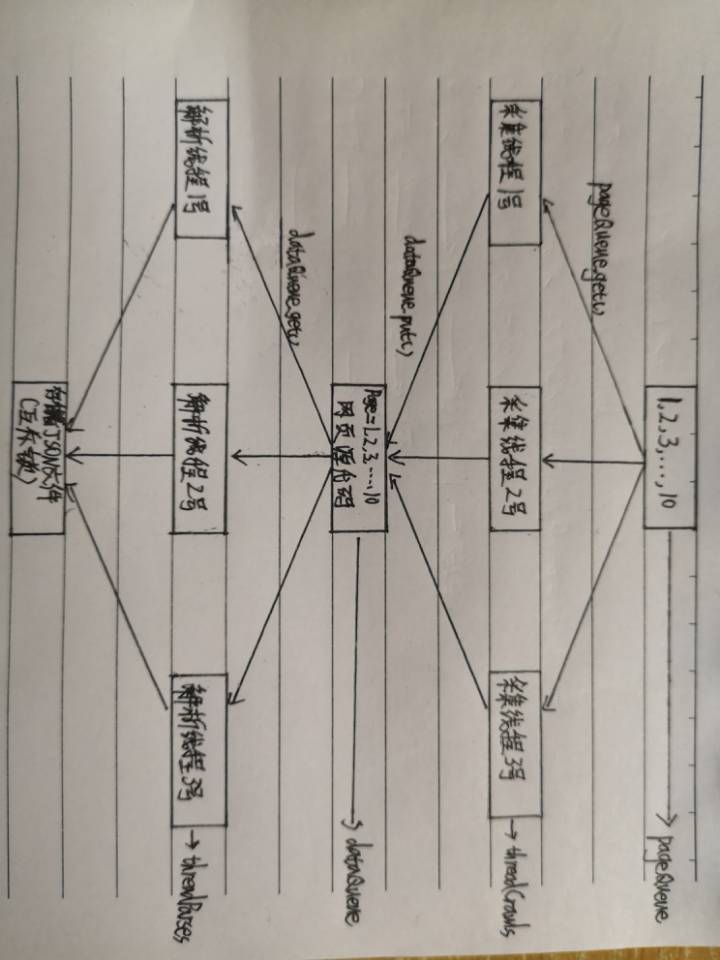 1,2,3,...,10
pageQueue
pageQueue.get()
采集线程1号
采集线程2号
采集线程3号
threadCrawls
dataQueue.put()
Page=1,2,3,...,10
网页源代码
dataQueue
dataQueue.get()
解析线程1号
解析线程2号
解析线程3号
threadParses
存储JSON文件
(互斥锁)